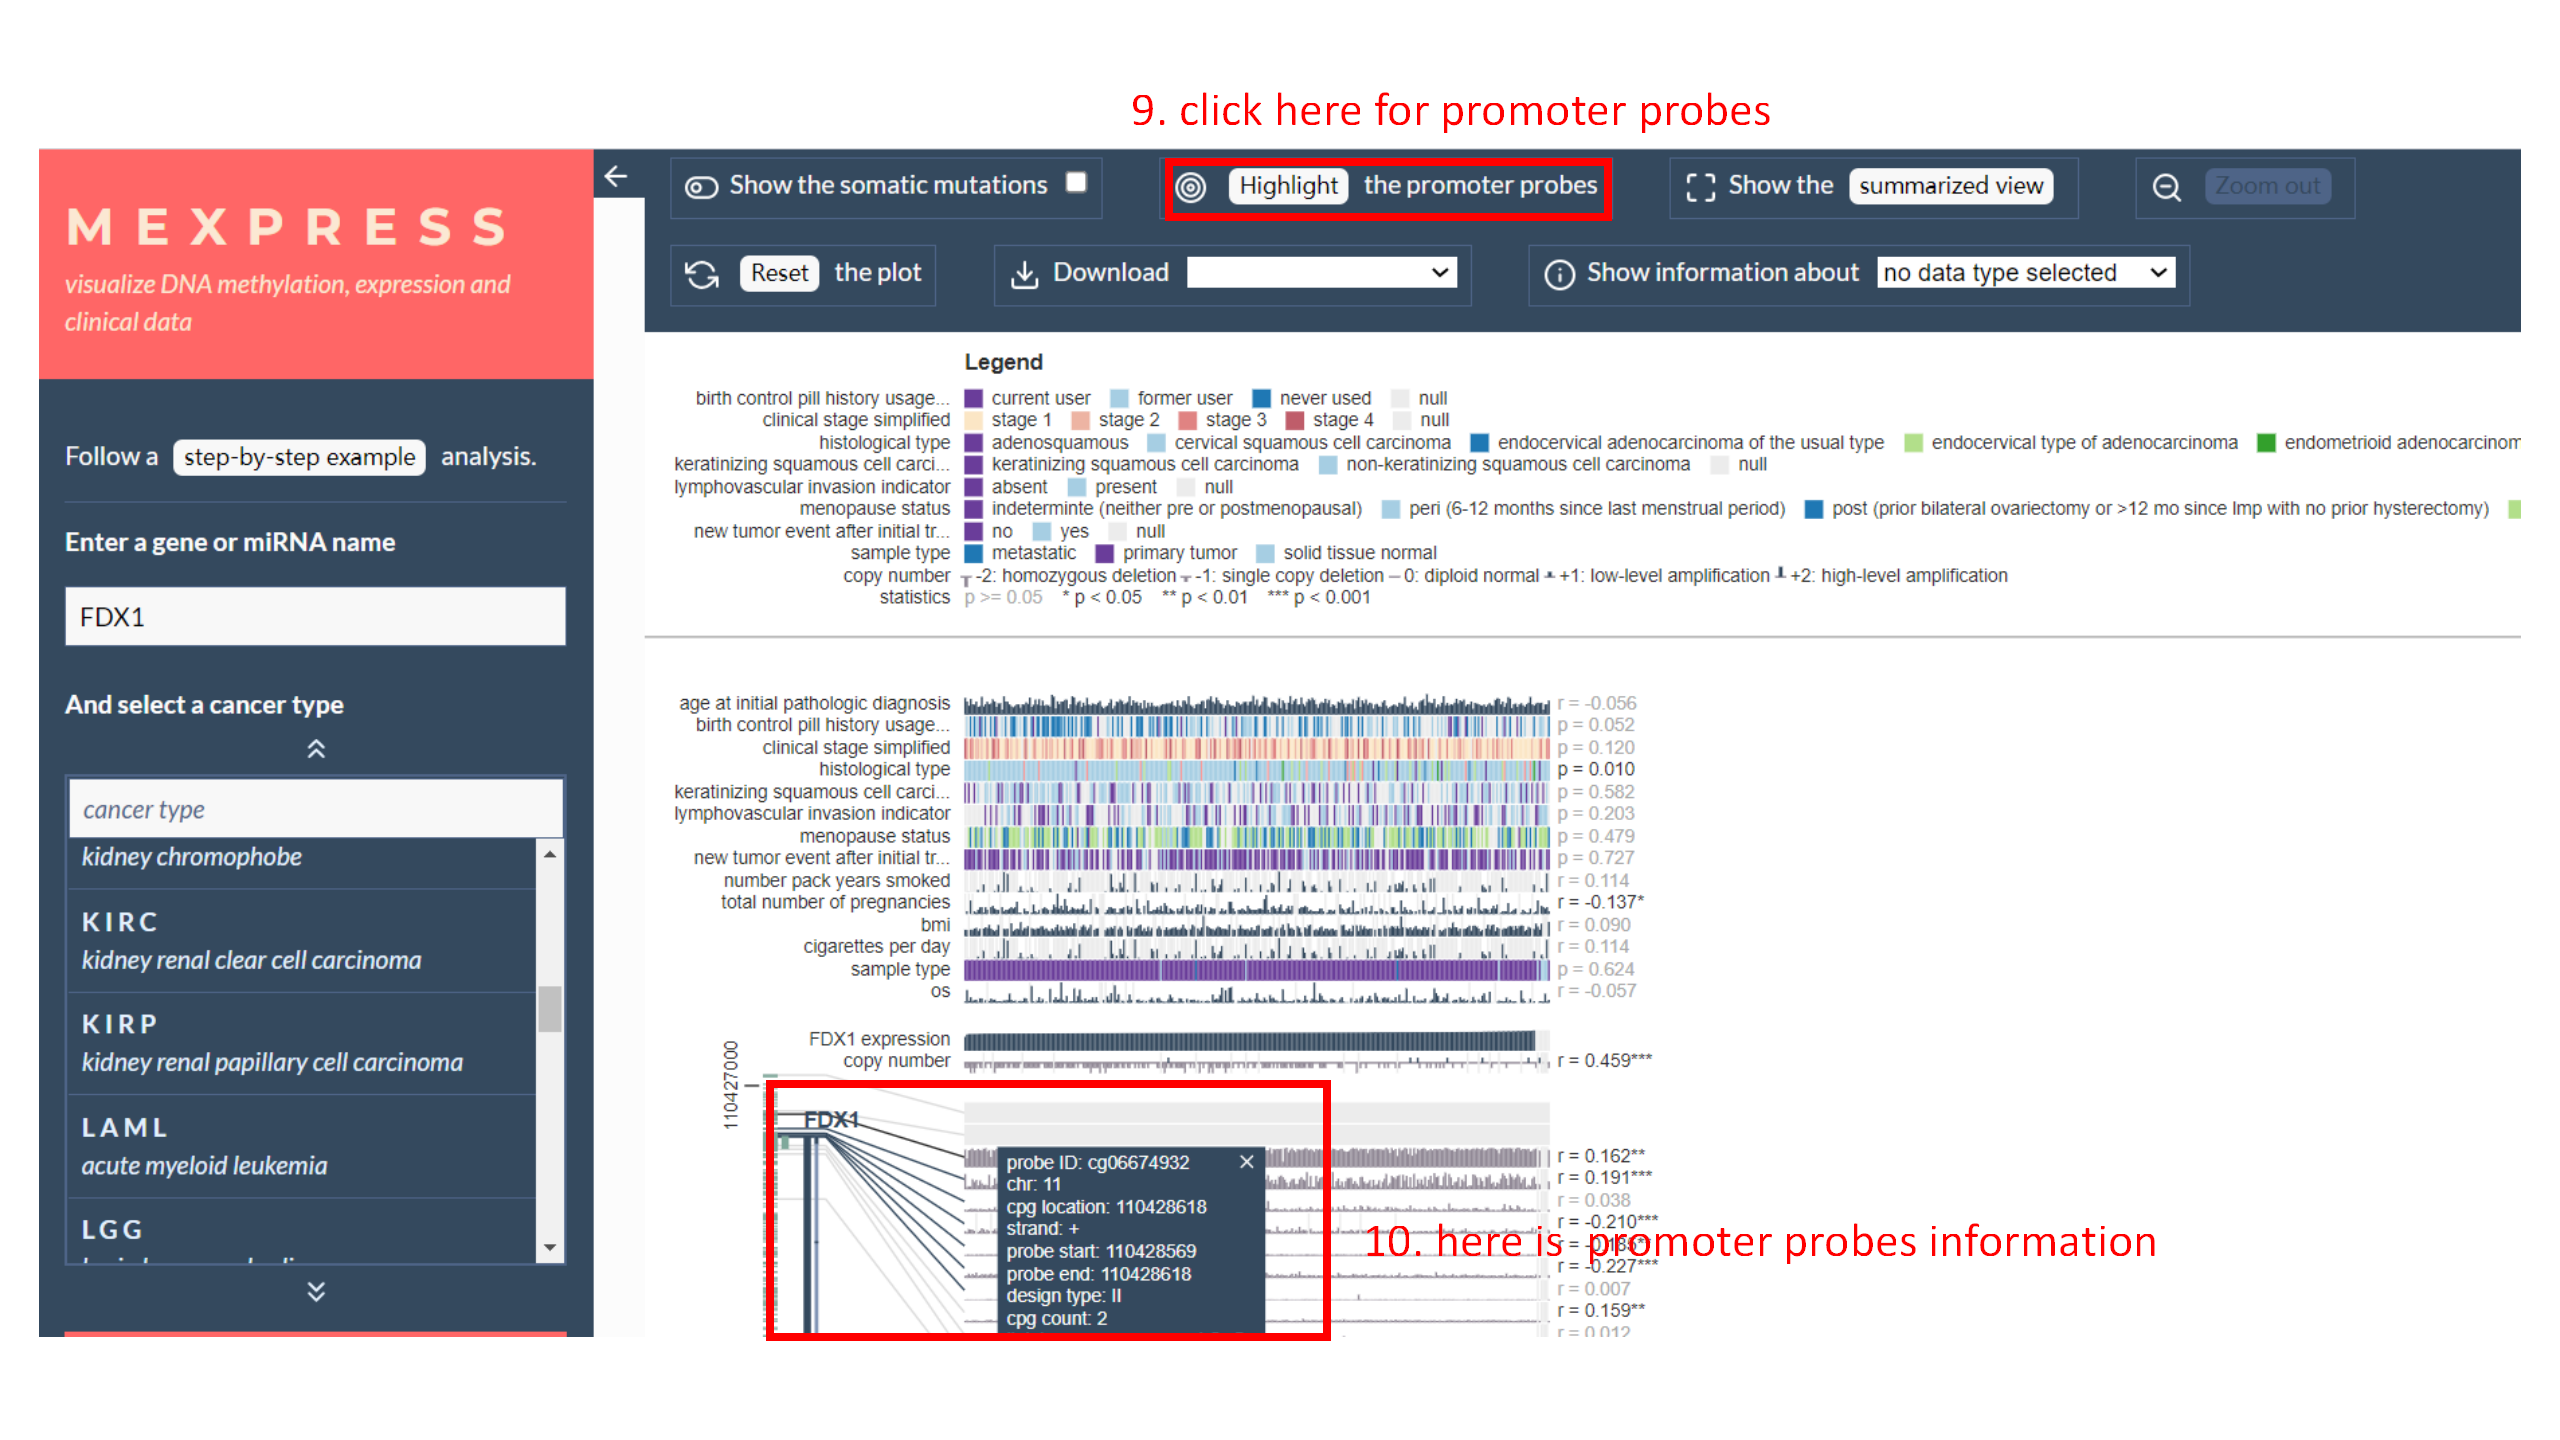 9. click here for promoter probes
MEXPRESS
visualize DNA methylation, expression and
clinical data
Follow a step-by-step example analysis.
Enter a gene or miRNA name
FDX1
And select a cancer type
cancer type
kidney chromophobe
KIRC
kidney renal clear cell carcinoma
KIRP
kidney renal papillary cell carcinoma
LAML
acute myeloid leukemia
LGG
Show the somatic mutations
Highlight the promoter probes
Show the summarized view
Zoom out
Reset the plot
Download
Show information about no data type selected
Legend
birth control pill history usage... current user former user never used null
clinical stage simplified stage 1 stage 2 stage 3 stage 4 null
histological type adenosquamous cervical squamous cell carcinoma endocervical adenocarcinoma of the usual type endocervical type of adenocarcinoma endometrioid adenocarcinom
keratinizing squamous cell carci... keratinizing squamous cell carcinoma non-keratinizing squamous cell carcinoma null
lymphovascular invasion indicator absent present null
menopause status indeterminte (neither pre or postmenopausal) peri (6-12 months since last menstrual period) post (prior bilateral ovariectomy or >12 mo since lmp with no prior hysterectomy)
new tumor event after initial tr... no yes null
sample type metastatic primary tumor solid tissue normal
copy number -2: homozygous deletion -1: single copy deletion 0: diploid normal +1: low-level amplification +2: high-level amplification
statistics p >= 0.05 * p < 0.05 ** p < 0.01 *** p < 0.001
age at initial pathologic diagnosis r = -0.056
birth control pill history usage... p = 0.052
clinical stage simplified p = 0.120
histological type p = 0.010
keratinizing squamous cell carci... p = 0.582
lymphovascular invasion indicator p = 0.203
menopause status p = 0.479
new tumor event after initial tr... p = 0.727
number pack years smoked r = 0.114
total number of pregnancies r = -0.137*
bmi r = 0.090
cigarettes per day r = 0.114
sample type p = 0.624
os r = -0.057
FDX1 expression
copy number r = 0.459***
110427000
FDX1
probe ID: cg06674932
chr: 11
cpg location: 110428618
strand: +
probe start: 110428569
probe end: 110428618
design type: II
cpg count: 2
r = 0.162**
r = 0.191***
r = 0.038
r = -0.210***
10. here is promoter probes information
r = -0.227***
r = 0.007
r = 0.159**
r = 0.012